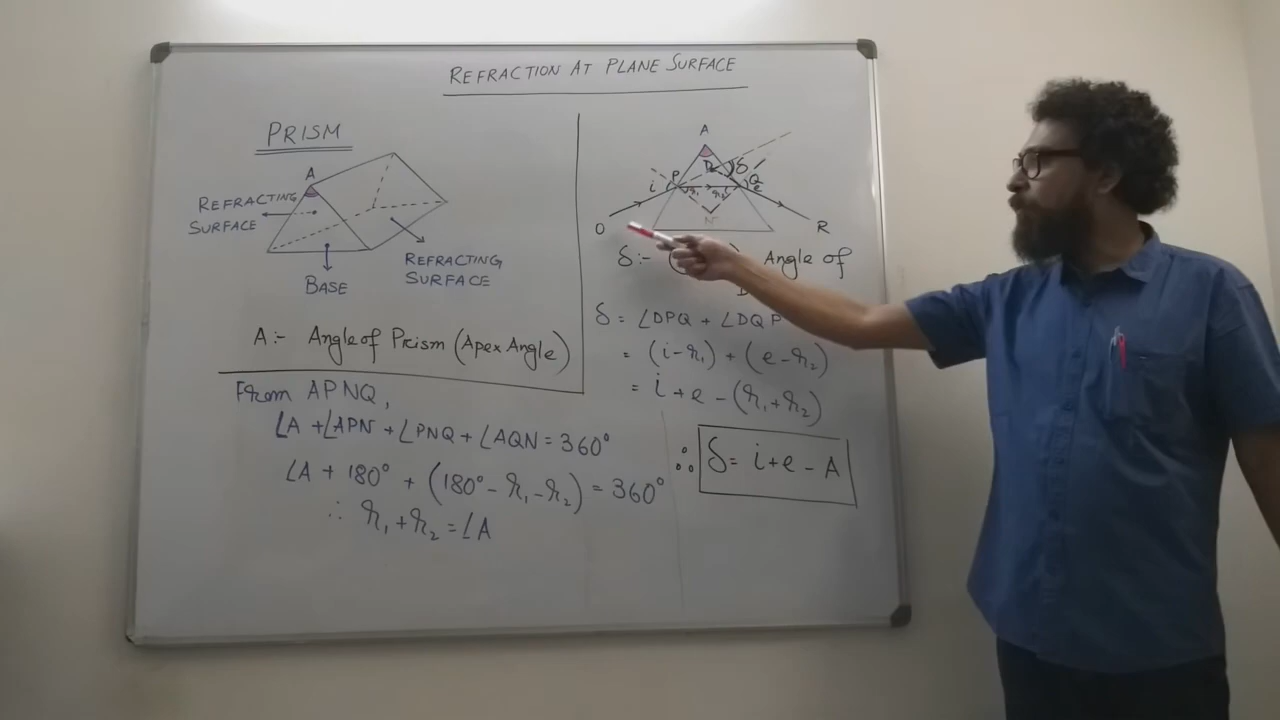 REFRACTION AT PLANE SURFACE
PRISM
A
REFRACTING
SURFACE
REFRACTING
SURFACE
BASE
A :- Angle of Prism (Apex Angle)
From APNQ,
∠A + ∠APN + ∠PNQ + ∠AQN = 360°
∠A + 180° + (180° - r₁ - r₂) = 360°
∴ r₁ + r₂ = ∠A
A
D
δ
P
Q
i
r₁
r₂
e
N
O
R
δ :- Angle of
D
δ = ∠DPQ + ∠DQP
= (i - r₁) + (e - r₂)
= i + e - (r₁ + r₂)
∴ δ = i + e - A